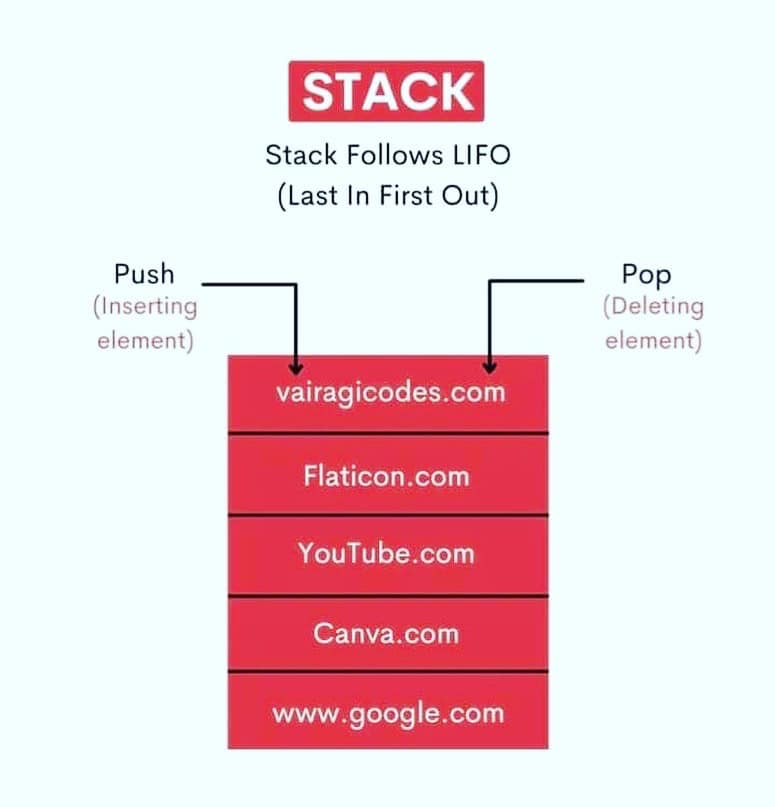 STACK
Stack Follows LIFO
(Last In First Out)
Push
(Inserting
element)
Pop
(Deleting
element)
vairagicodes.com
Flaticon.com
YouTube.com
Canva.com
www.google.com